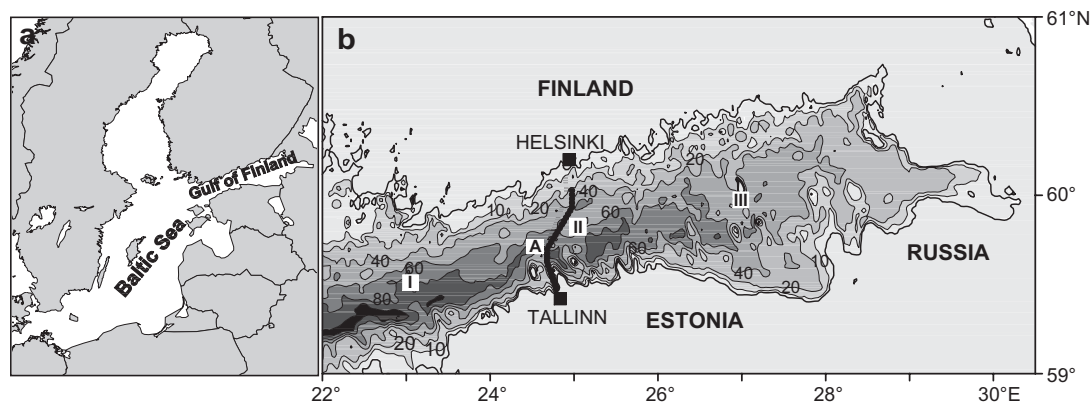 a
Gulf of Finland
Baltic Sea
b
FINLAND
HELSINKI
TALLINN
ESTONIA
RUSSIA
I
II
III
A
20
10
20
40
60
40
60
80
60
40
10
20
20
10
61°N
60°
59°
22° 24° 26° 28° 30°E